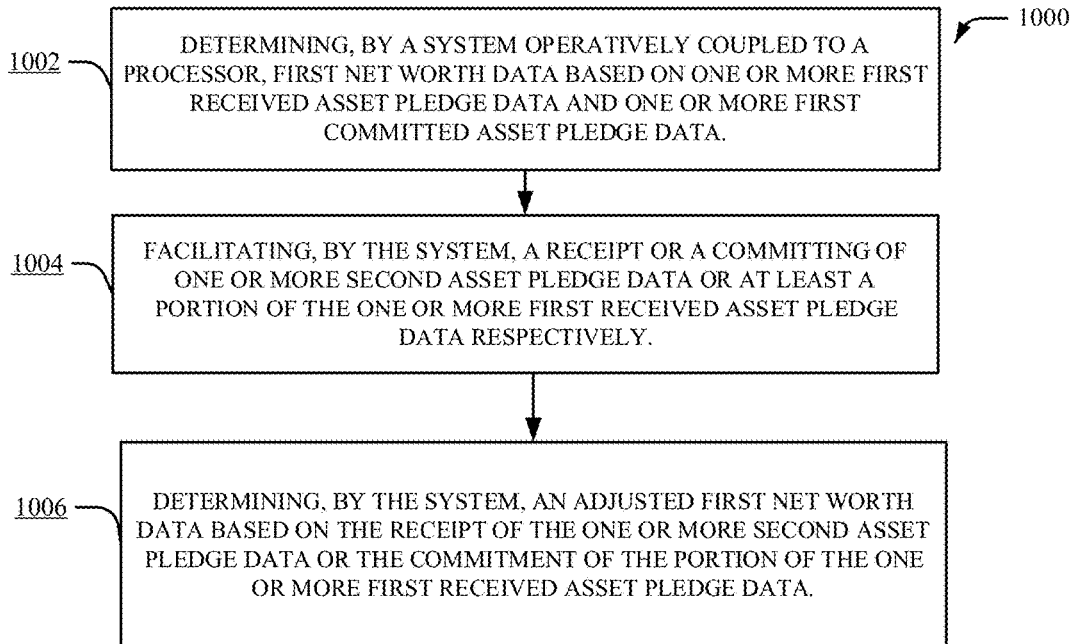 1000
1002
DETERMINING, BY A SYSTEM OPERATIVELY COUPLED TO A
PROCESSOR, FIRST NET WORTH DATA BASED ON ONE OR MORE FIRST
RECEIVED ASSET PLEDGE DATA AND ONE OR MORE FIRST
COMMITTED ASSET PLEDGE DATA.
1004
FACILITATING, BY THE SYSTEM, A RECEIPT OR A COMMITTING OF
ONE OR MORE SECOND ASSET PLEDGE DATA OR AT LEAST A
PORTION OF THE ONE OR MORE FIRST RECEIVED ASSET PLEDGE
DATA RESPECTIVELY.
1006
DETERMINING, BY THE SYSTEM, AN ADJUSTED FIRST NET WORTH
DATA BASED ON THE RECEIPT OF THE ONE OR MORE SECOND ASSET
PLEDGE DATA OR THE COMMITMENT OF THE PORTION OF THE ONE
OR MORE FIRST RECEIVED ASSET PLEDGE DATA.